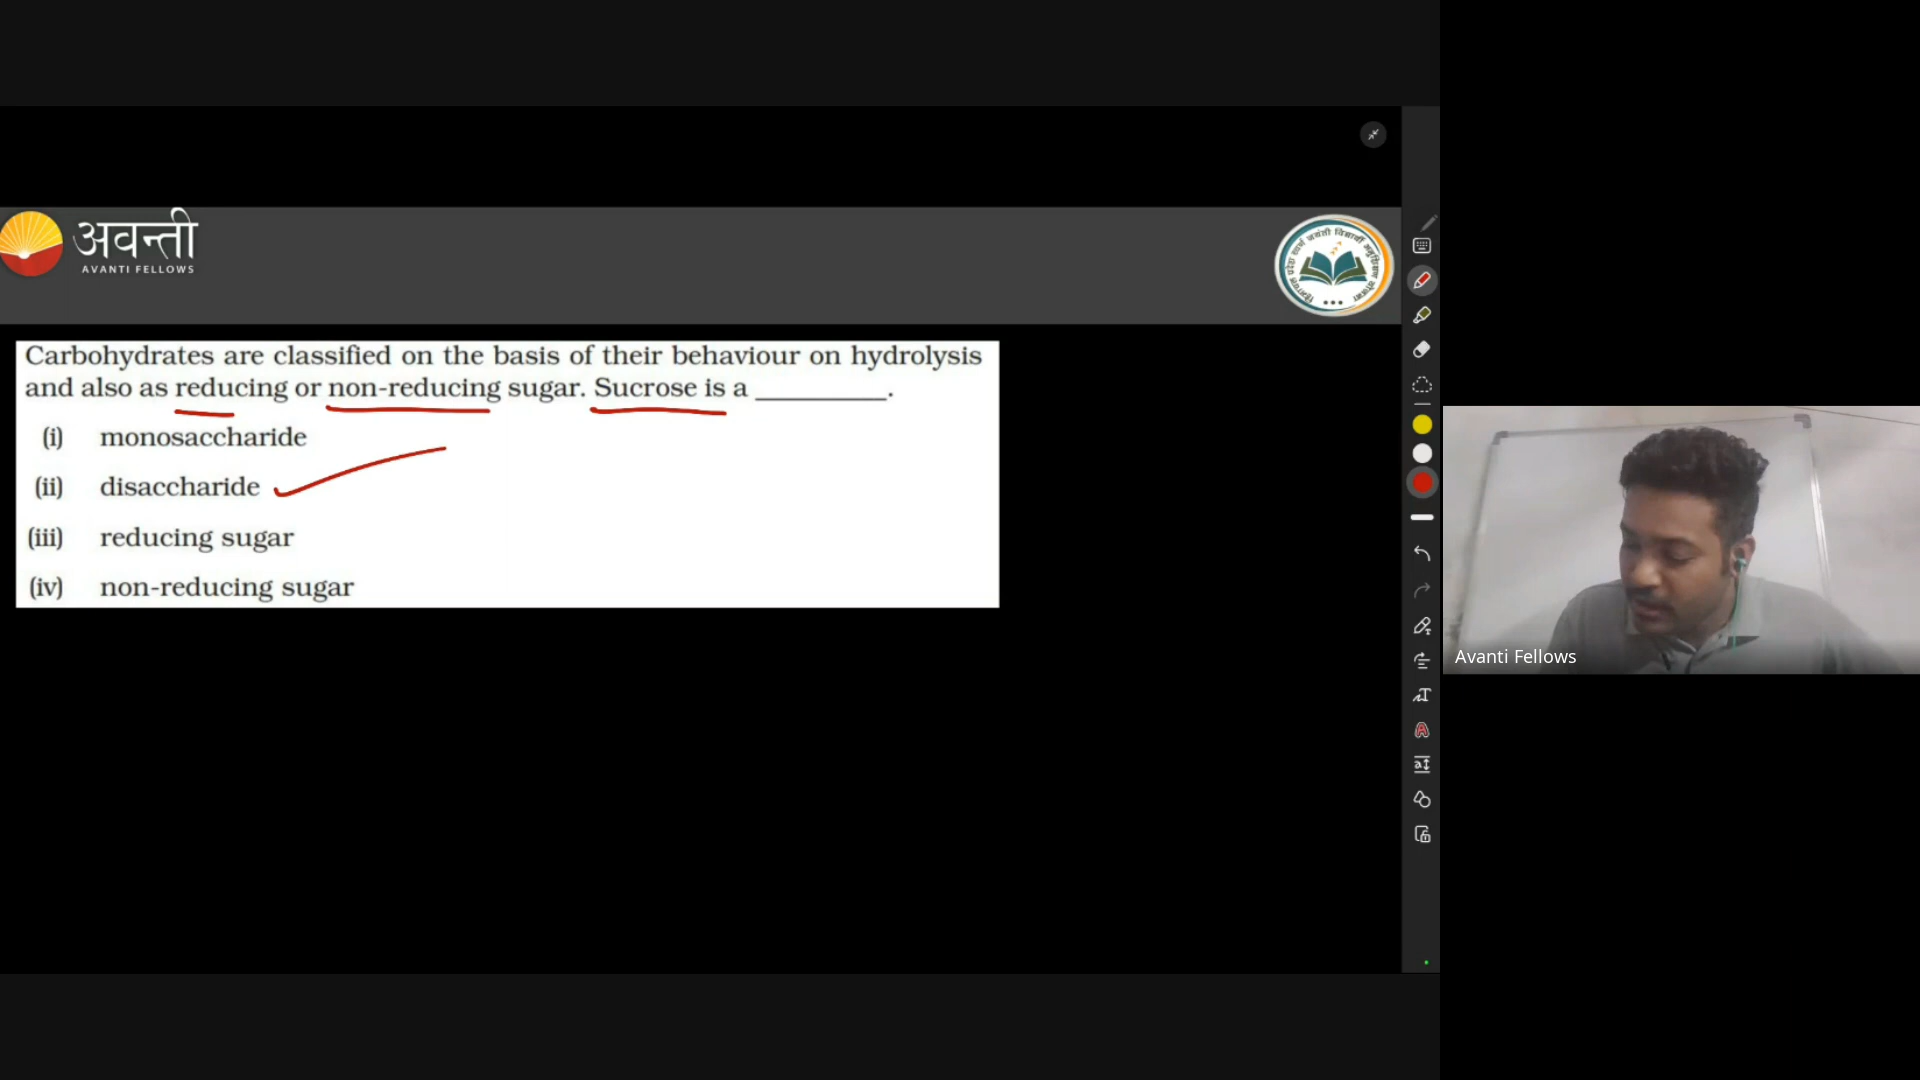 अवन्ती
AVANTI FELLOWS
Carbohydrates are classified on the basis of their behaviour on hydrolysis
and also as reducing or non-reducing sugar. Sucrose is a __________.
(i) monosaccharide
(ii) disaccharide
(iii) reducing sugar
(iv) non-reducing sugar
Avanti Fellows